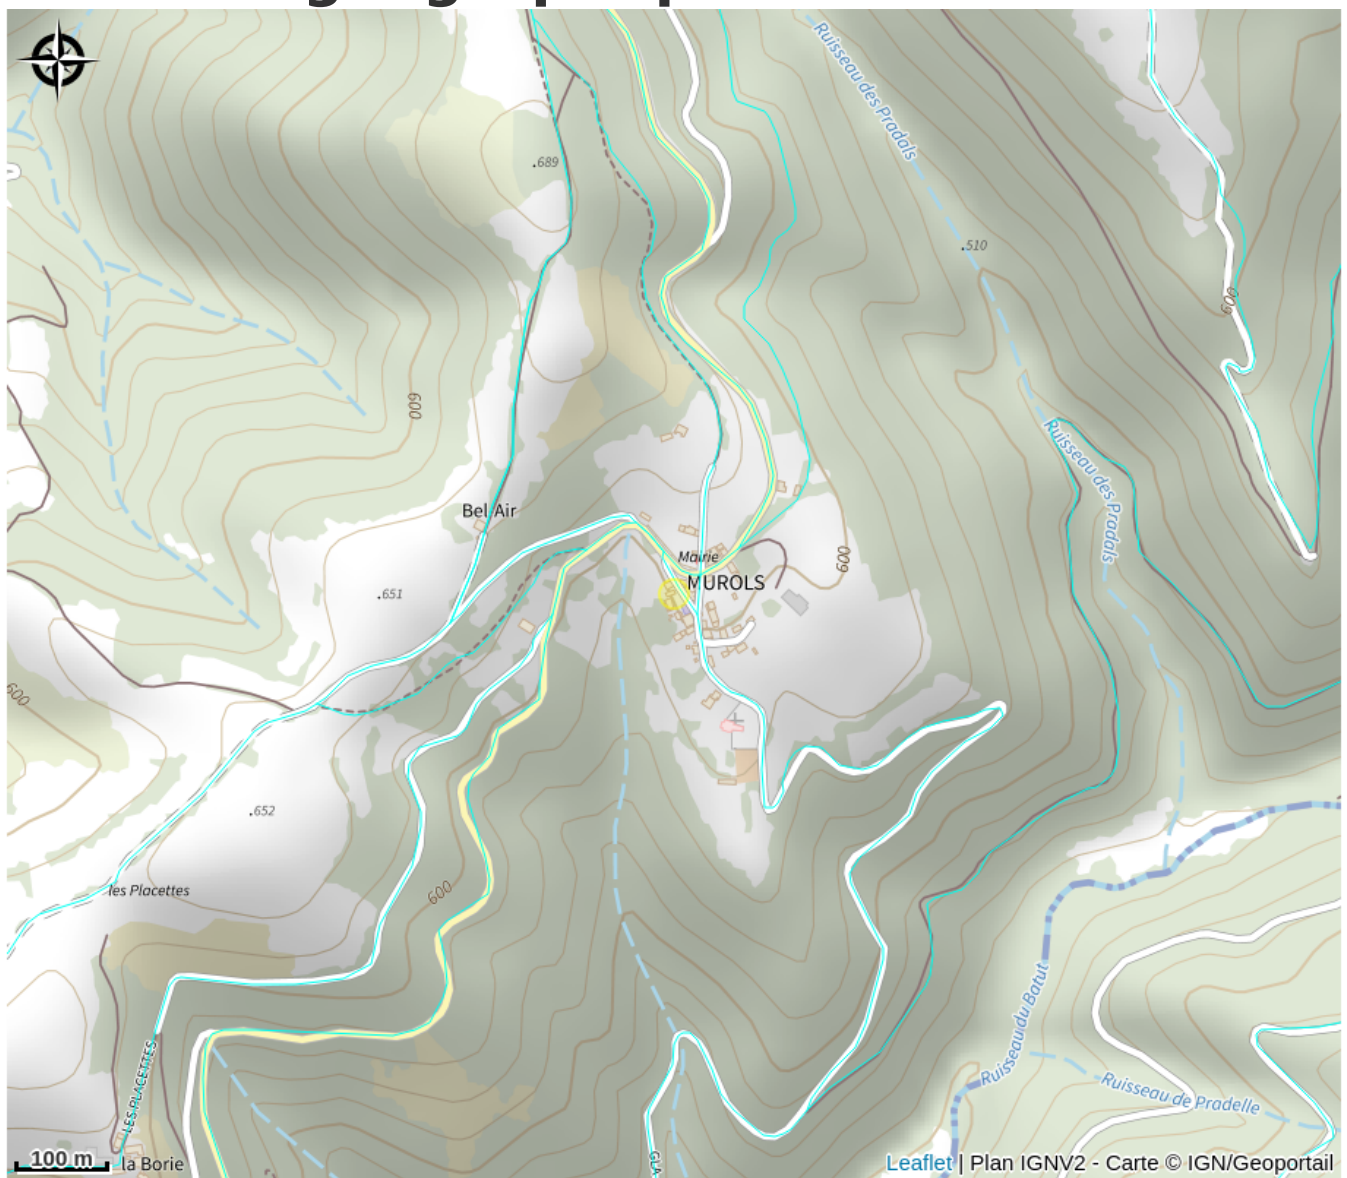 Ruisseau des Pradals
.689
.510
600
600
Ruisseau des Pradals
Bel Air
Mairie
600
MUROLS
.651
600
.652
les Placettes
600
Ruisseau du Batut
LES PLACETTES
Ruisseau de Pradelle
GLA
100 m
la Borie
Leaflet | Plan IGNV2 - Carte © IGN/Geoportail